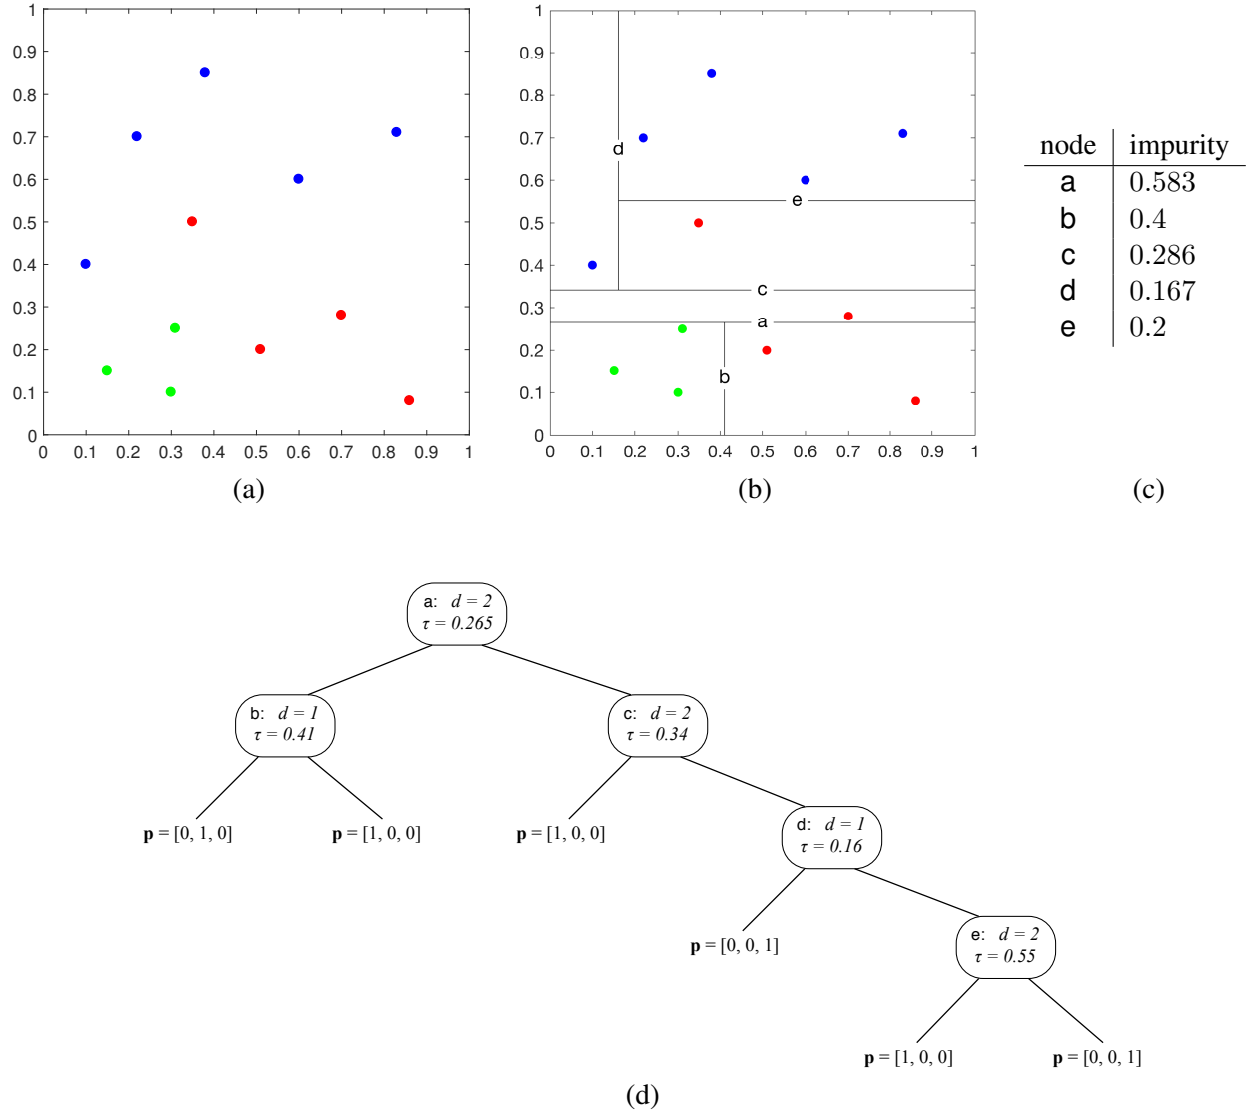 1
0.9
0.8
0.7
0.6
0.5
0.4
0.3
0.2
0.1
0
0 0.1 0.2 0.3 0.4 0.5 0.6 0.7 0.8 0.9 1
(a)
1
0.9
0.8
0.7
0.6
0.5
0.4
0.3
0.2
0.1
0
0 0.1 0.2 0.3 0.4 0.5 0.6 0.7 0.8 0.9 1
d
e
c
a
b
(b)
node impurity
a 0.583
b 0.4
c 0.286
d 0.167
e 0.2
(c)
a: d = 2
τ = 0.265
b: d = 1
τ = 0.41
c: d = 2
τ = 0.34
p = [0, 1, 0]
p = [1, 0, 0]
p = [1, 0, 0]
d: d = 1
τ = 0.16
p = [0, 0, 1]
e: d = 2
τ = 0.55
p = [1, 0, 0]
p = [0, 0, 1]
(d)